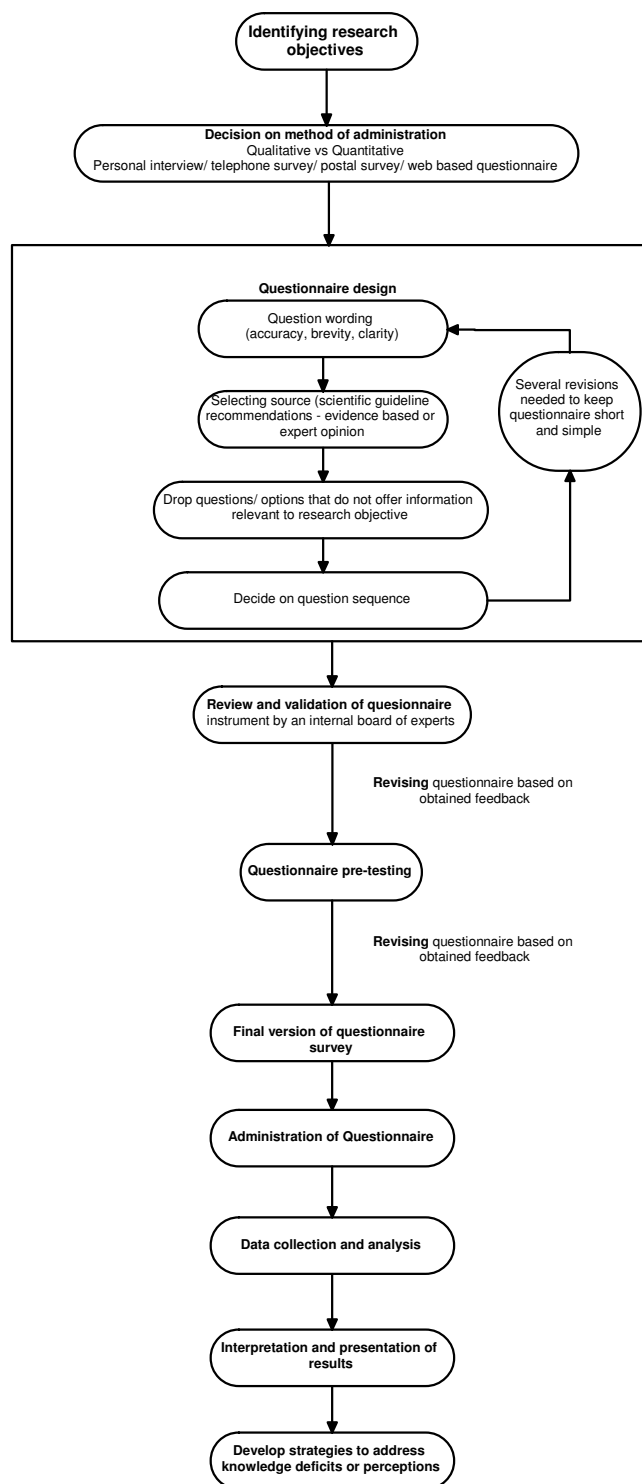 Identifying research
objectives
Decision on method of administration
Qualitative vs Quantitative
Personal interview/ telephone survey/ postal survey/ web based questionnaire
Questionnaire design
Question wording
(accuracy, brevity, clarity)
Selecting source (scientific guideline
recommendations - evidence based or
expert opinion
Several revisions
needed to keep
questionnaire short
and simple
Drop questions/ options that do not offer information
relevant to research objective
Decide on question sequence
Review and validation of quesionnaire
instrument by an internal board of experts
Revising questionnaire based on
obtained feedback
Questionnaire pre-testing
Revising questionnaire based on
obtained feedback
Final version of questionnaire
survey
Administration of Questionnaire
Data collection and analysis
Interpretation and presentation of
results
Develop strategies to address
knowledge deficits or perceptions